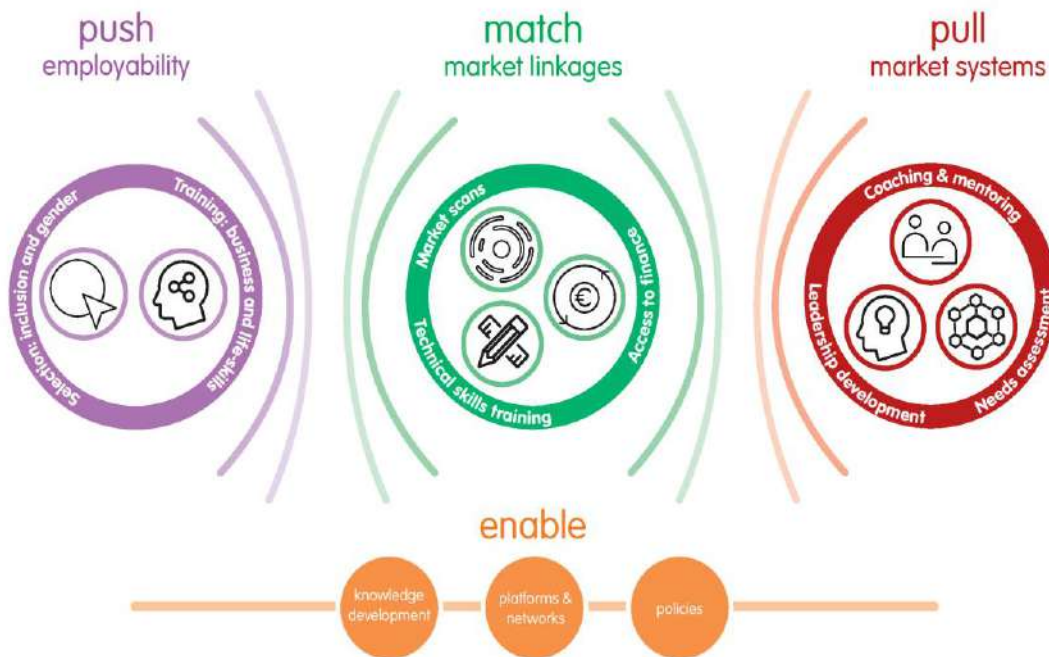 push
employability
match
market linkages
pull
market systems
Selection: inclusion and gender
Training: business and life-skills
Market scans
€
Access to finance
Technical skills training
Coaching & mentoring
Leadership development
Needs assessment
enable
knowledge
development
platforms &
networks
policies